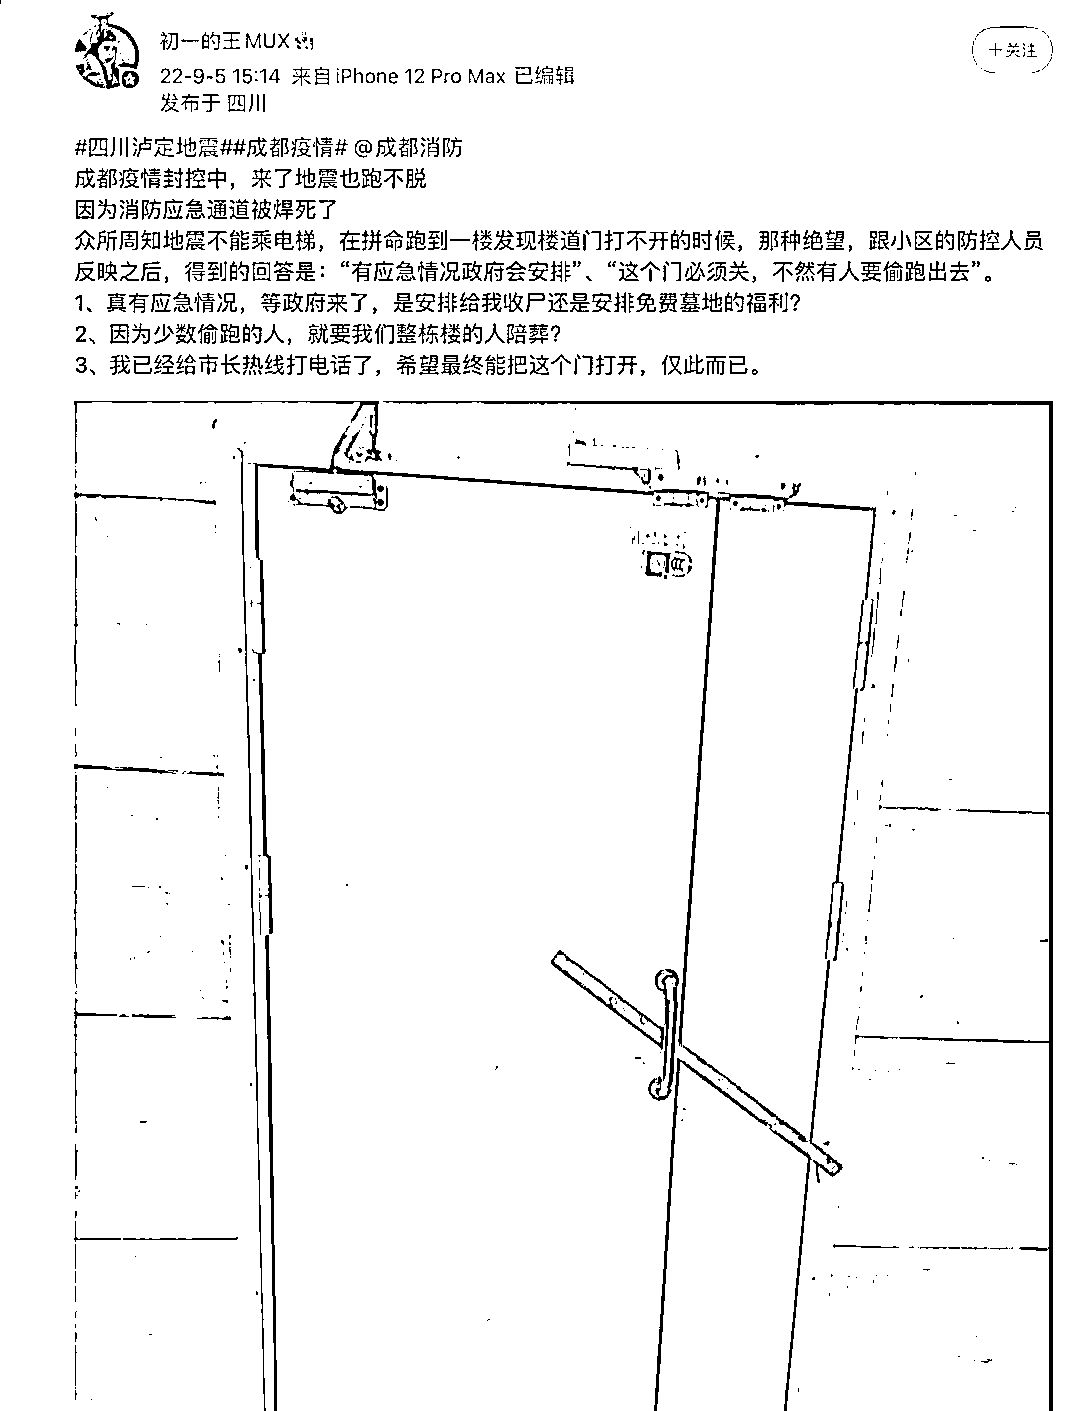 初一的王MUX
22-9-5 15:14 来自 iPhone 12 Pro Max 已编辑
发布于 四川
＋关注
#四川泸定地震##成都疫情# @成都消防
成都疫情封控中，来了地震也跑不脱
因为消防应急通道被焊死了
众所周知地震不能乘电梯，在拼命跑到一楼发现楼道门打不开的时候，那种绝望，跟小区的防控人员
反映之后，得到的回答是：“有应急情况政府会安排”、“这个门必须关，不然有人要偷跑出去”。
1、真有应急情况，等政府来了，是安排给我收尸还是安排免费墓地的福利？
2、因为少数偷跑的人，就要我们整栋楼的人陪葬？
3、我已经给市长热线打电话了，希望最终能把这个门打开，仅此而已。